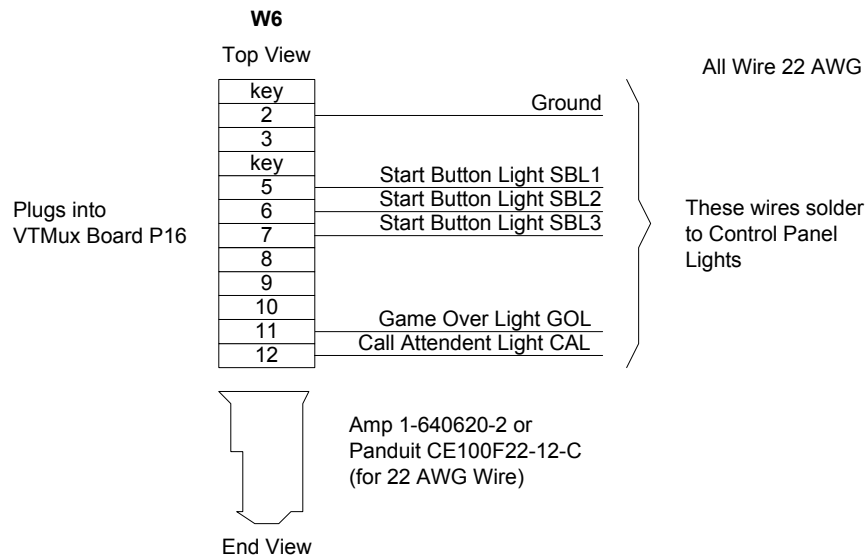 W6
Top View
All Wire 22 AWG
key
2
Ground
3
key
5
Start Button Light SBL1
6
Start Button Light SBL2
7
Start Button Light SBL3
8
9
10
11
Game Over Light GOL
12
Call Attendent Light CAL
Plugs into
VTMux Board P16
These wires solder
to Control Panel
Lights
Amp 1-640620-2 or
Panduit CE100F22-12-C
(for 22 AWG Wire)
End View